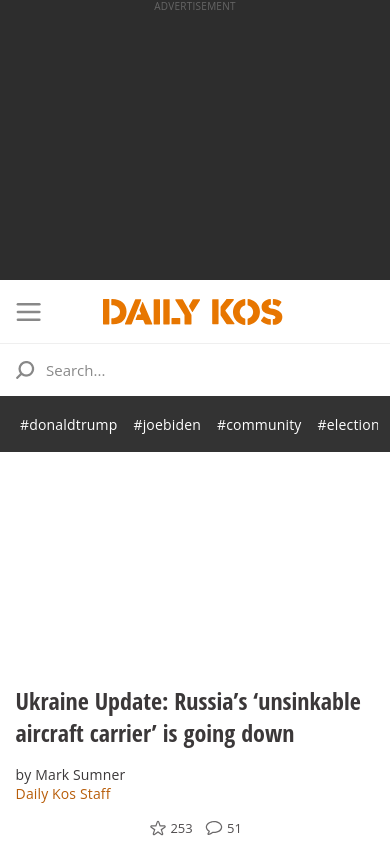 ADVERTISEMENT
DAILY KOS
Search...
#donaldtrump #joebiden #community #election
Ukraine Update: Russia’s ‘unsinkable
aircraft carrier’ is going down
by Mark Sumner
Daily Kos Staff
253 51